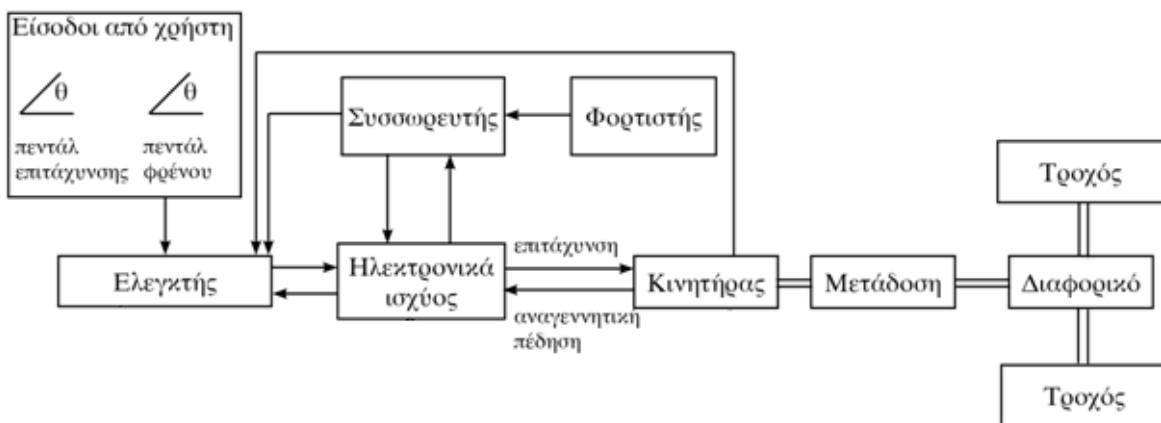 Είσοδοι από χρήστη
θ
θ
πεντάλ
επιτάχυνσης
πεντάλ
φρένου
Συσσωρευτής
Φορτιστής
Ελεγκτής
Ηλεκτρονικά
ισχύος
επιτάχυνση
αναγεννητικη
πέδηση
Κινητήρας
Μετάδοση
Διαφορικό
Τροχός
Τροχός